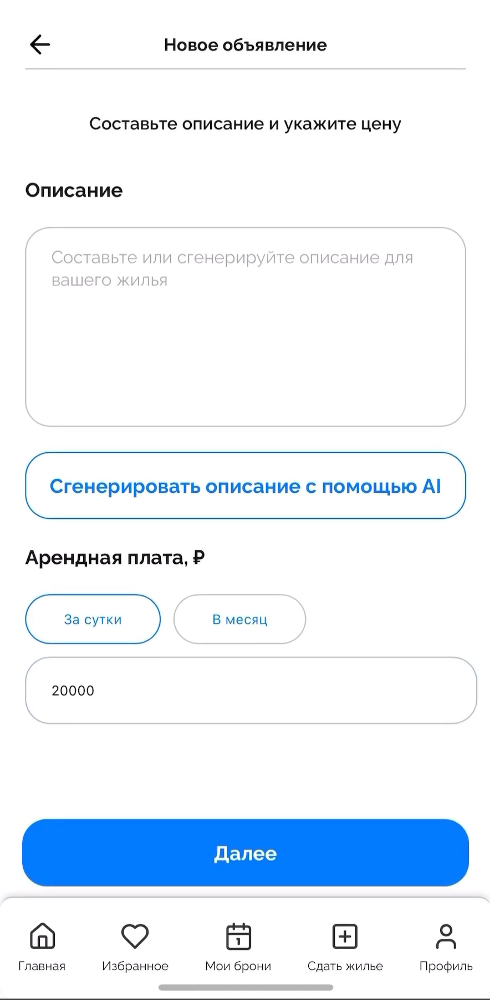 Новое объявление
Составьте описание и укажите цену
Описание
Составьте или сгенерируйте описание для
вашего жилья
Сгенерировать описание с помощью AI
Арендная плата, ₽
За сутки
В месяц
20000
Далее
1
Главная
Избранное
Мои брони
Сдать жилье
Профиль